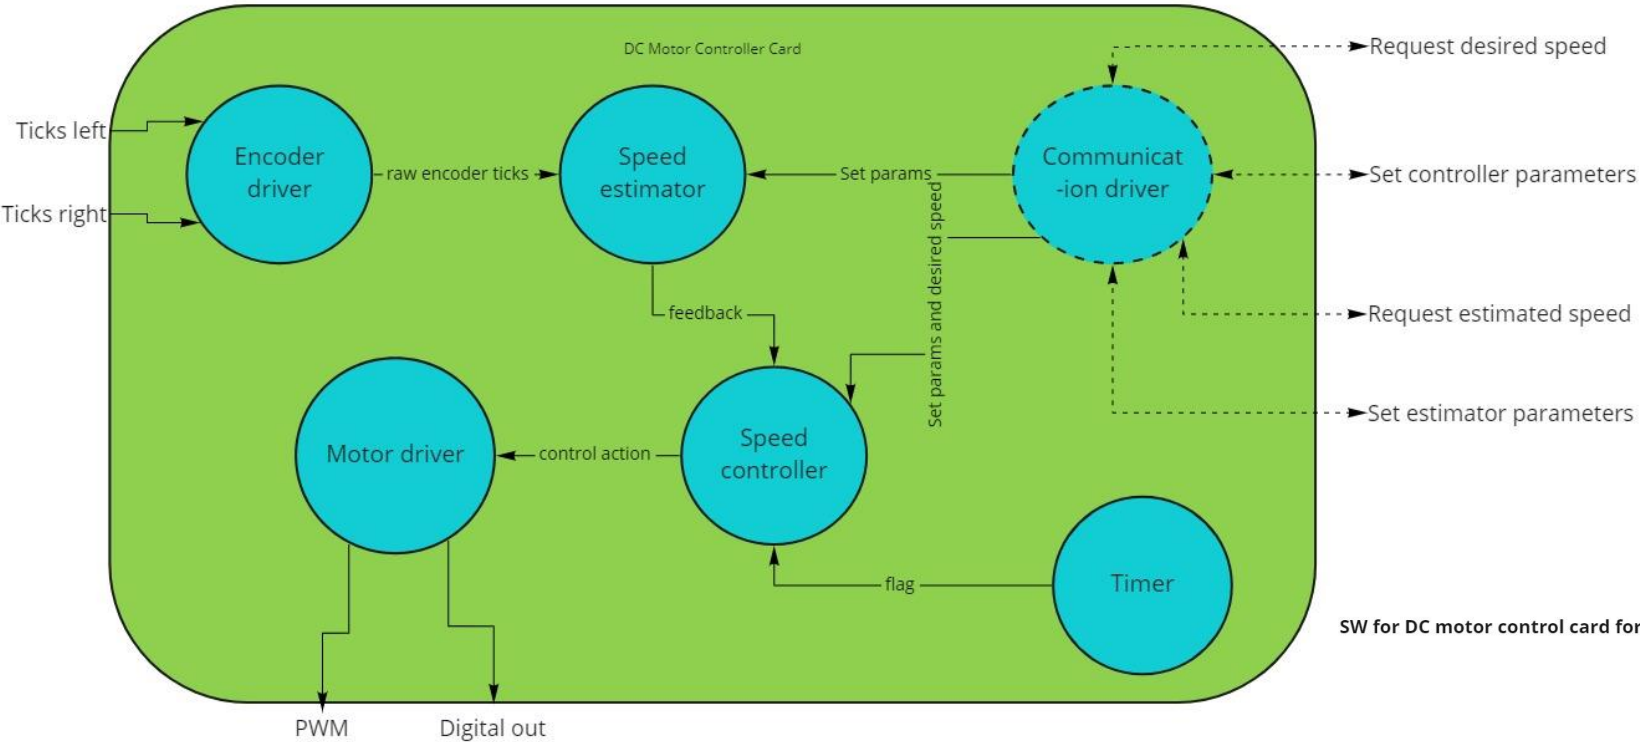 DC Motor Controller Card
Request desired speed
Ticks left
Encoder
driver
raw encoder ticks
Speed
estimator
Set params
Communicat
-ion driver
Set controller parameters
Ticks right
Set params and desired speed
feedback
Request estimated speed
Set estimator parameters
Motor driver
control action
Speed
controller
flag
Timer
SW for DC motor control card for
PWM
Digital out